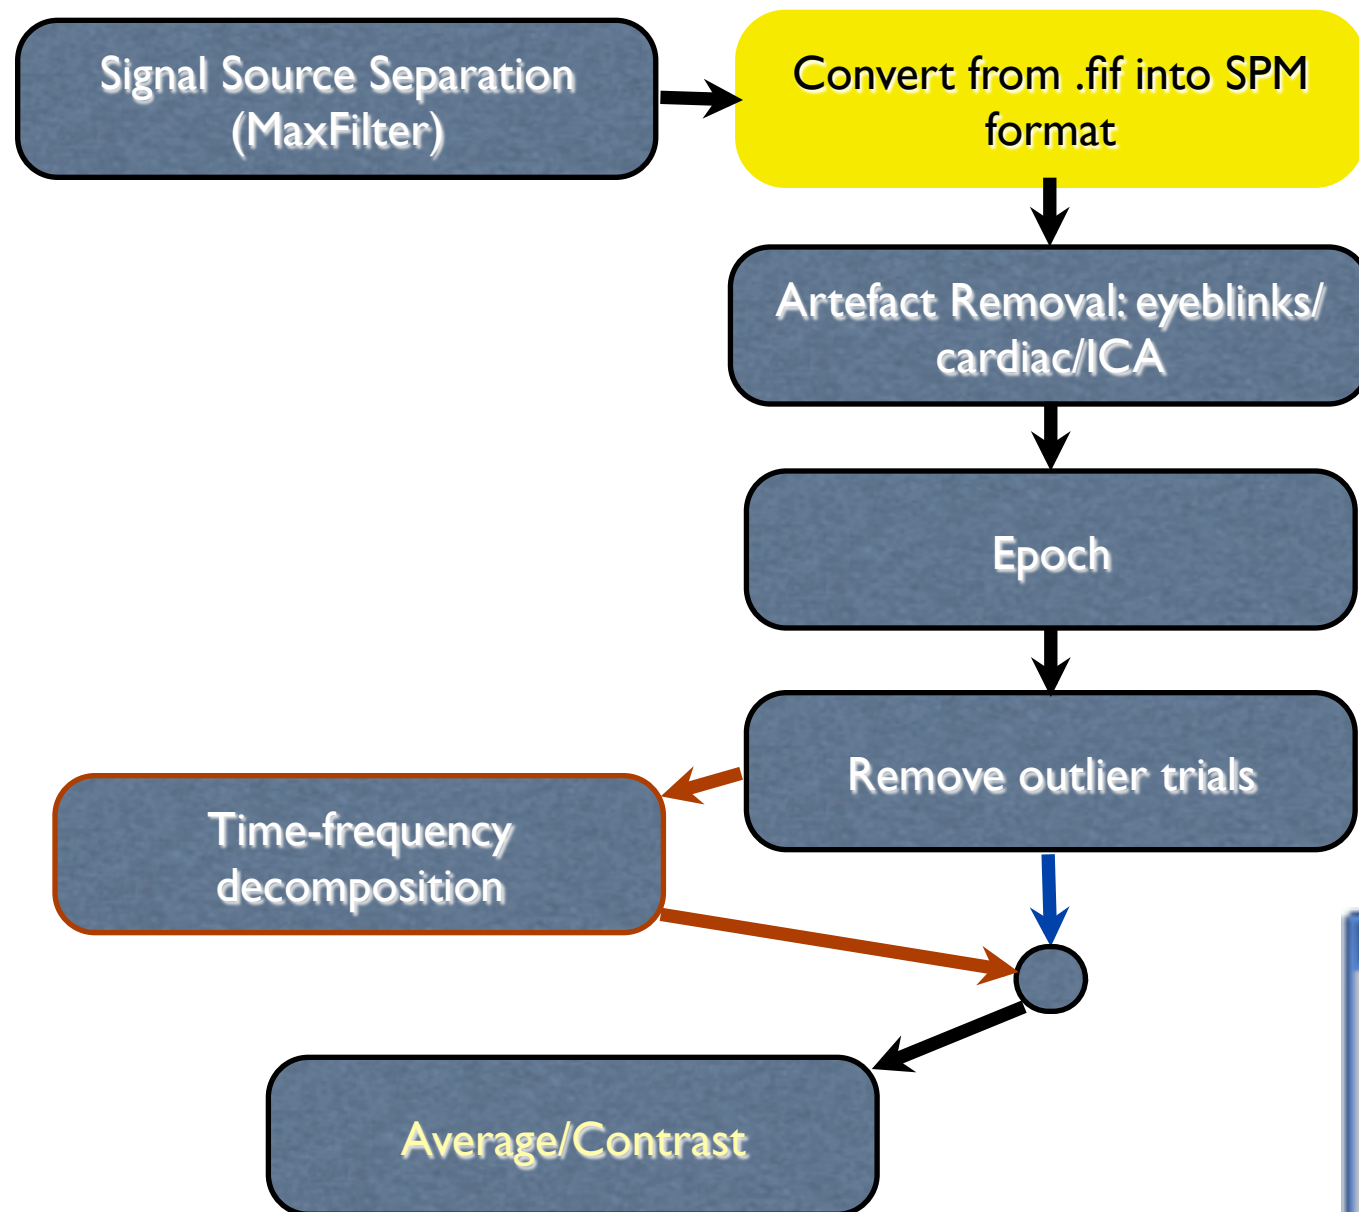 Signal Source Separation
(MaxFilter)
Convert from .fif into SPM
format
Artefact Removal: eyeblinks/
cardiac/ICA
Epoch
Remove outlier trials
Time-frequency
decomposition
Average/Contrast